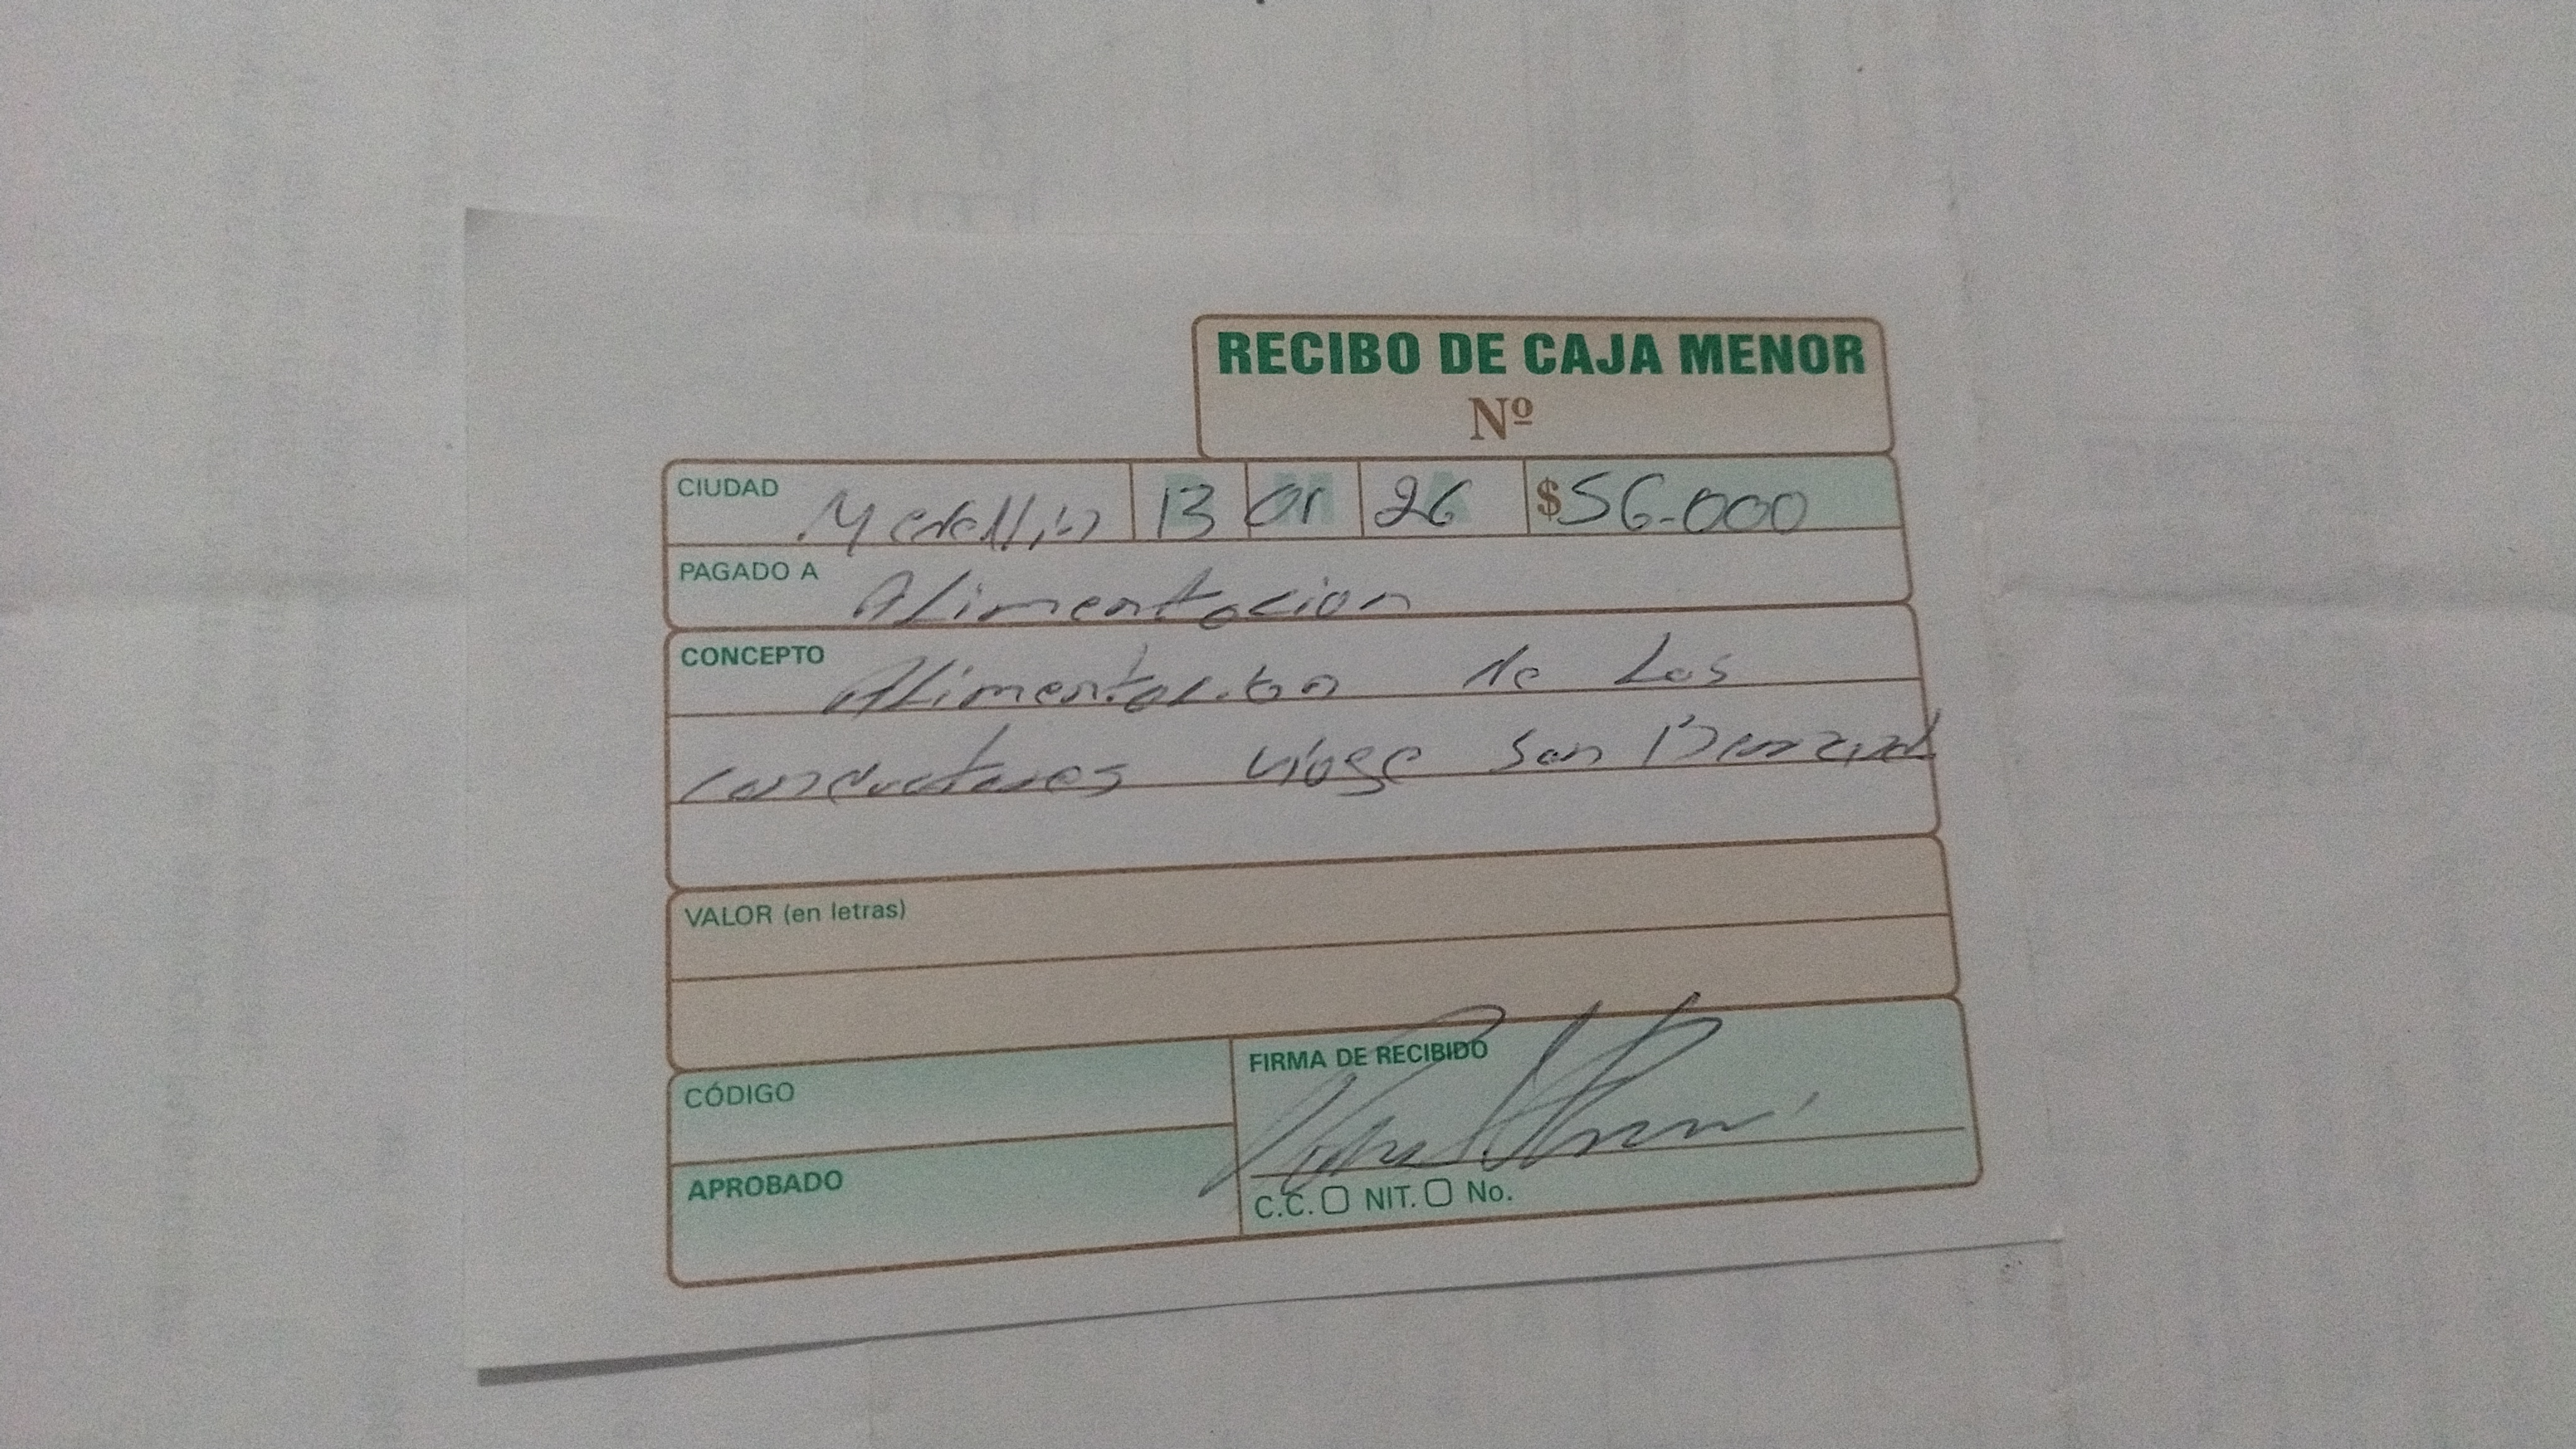 RECIBO DE CAJA MENOR
Nº
CIUDAD Medellin 13 01 26 $56.000
PAGADO A Alimentacion
CONCEPTO Alimentacion de Los
conductores viage San
VALOR (en letras)
CÓDIGO
FIRMA DE RECIBIDO
APROBADO
C.C. NIT. No.